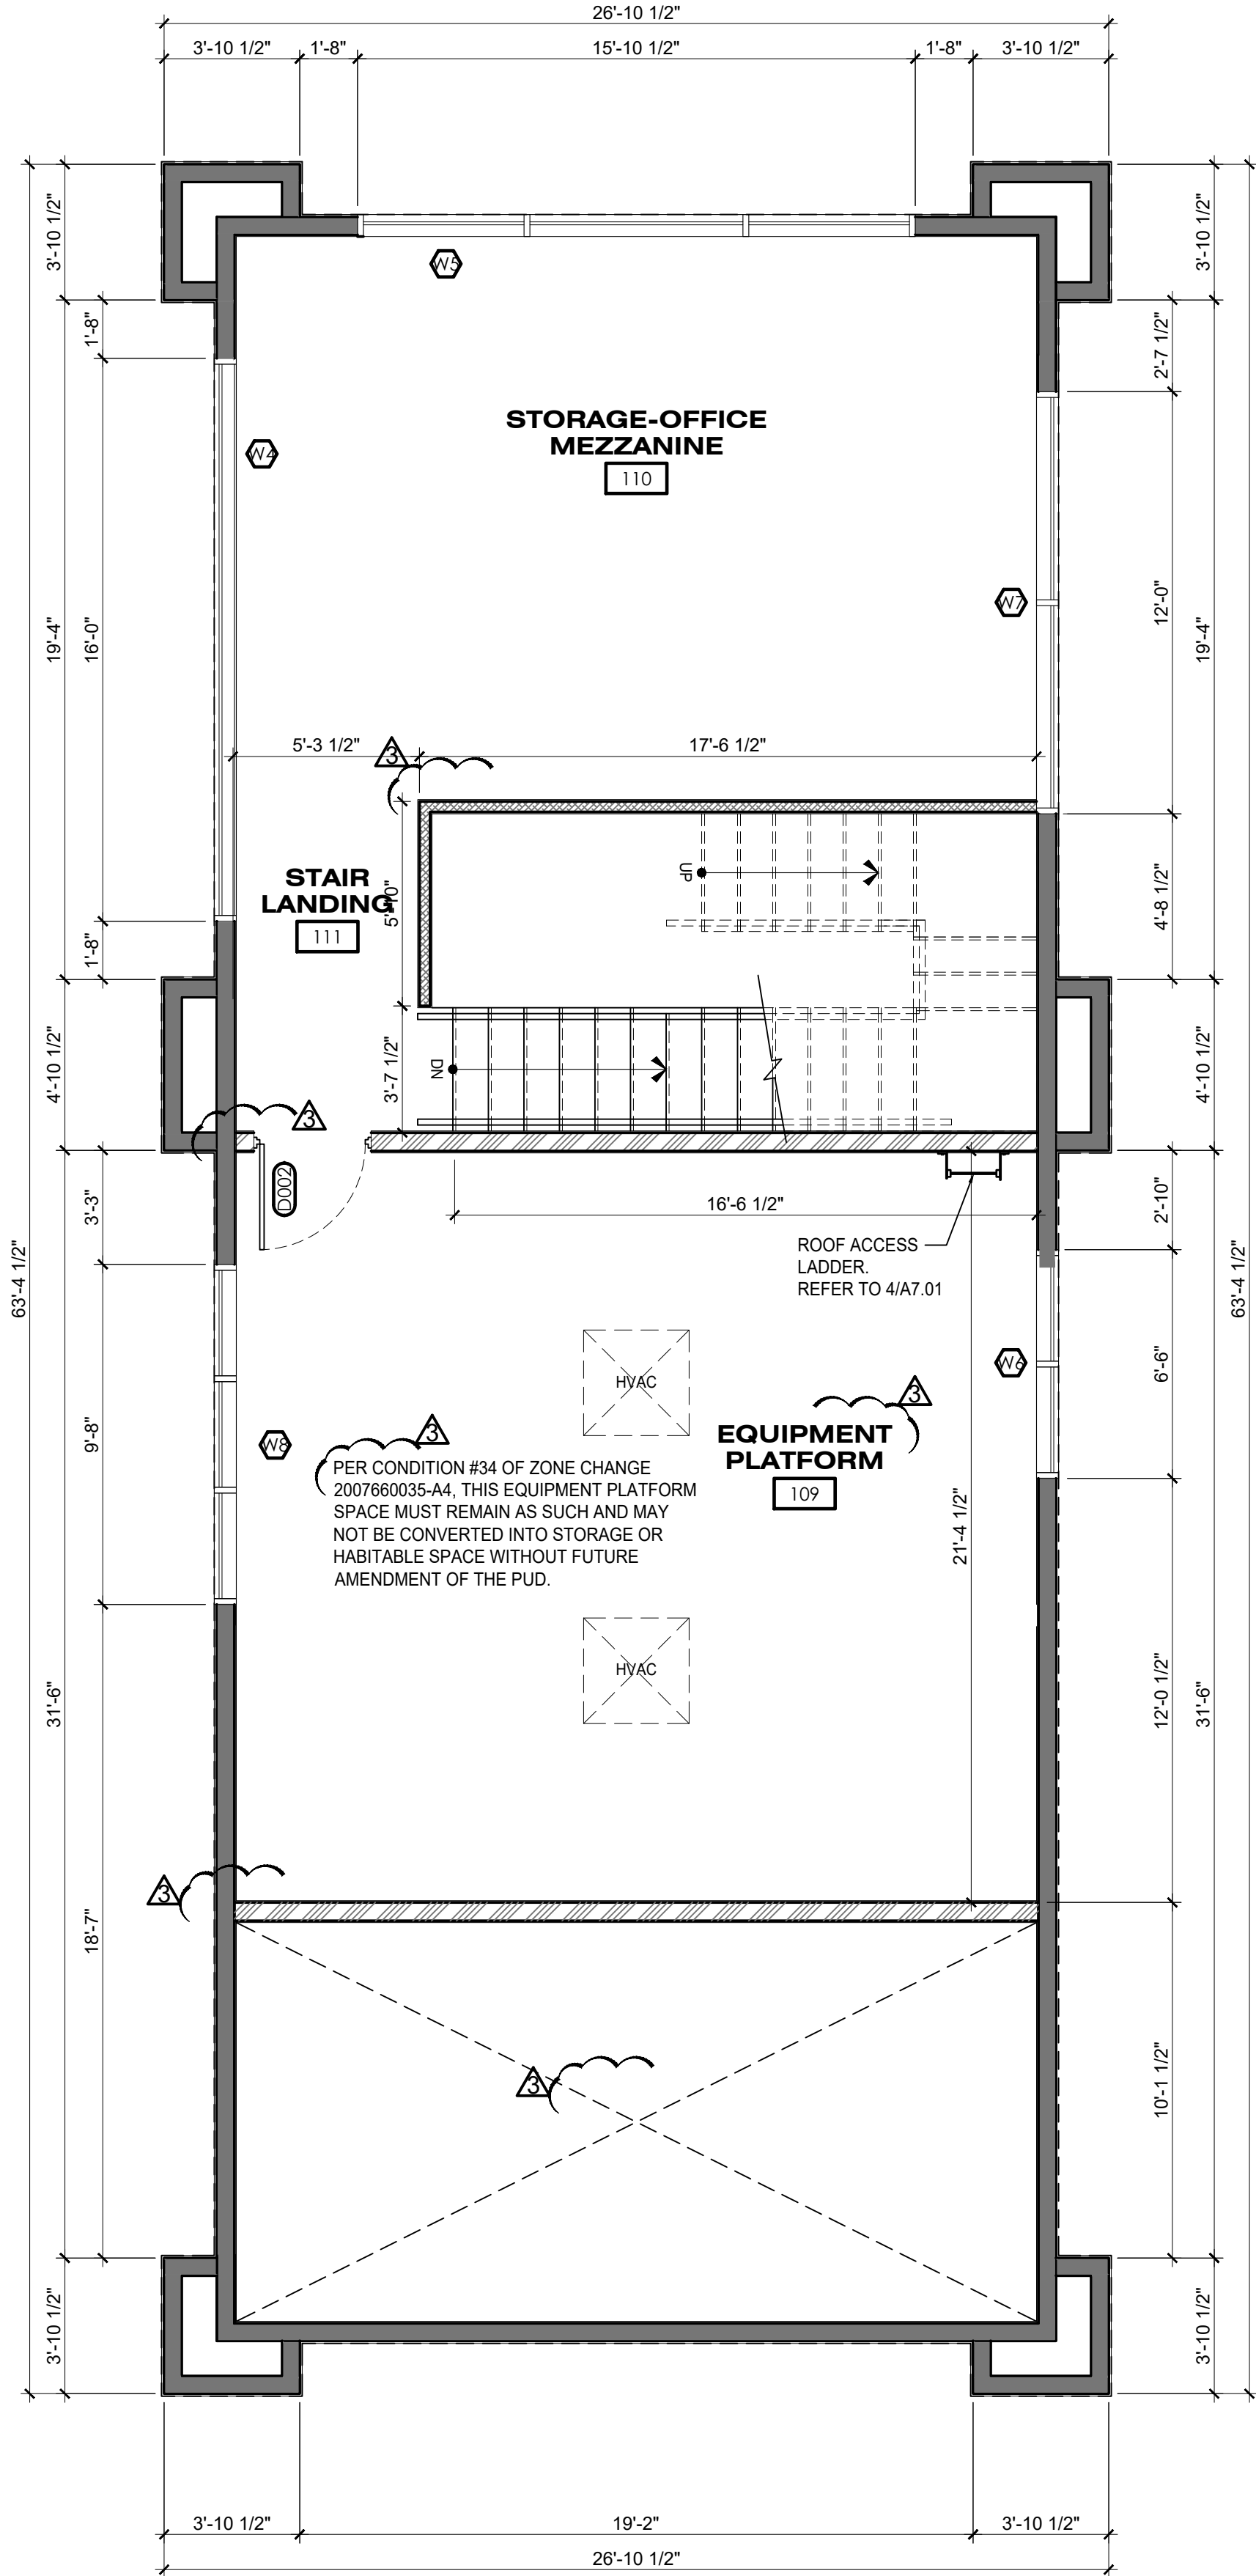 26'-10 1/2"
3'-10 1/2" 1'-8" 15'-10 1/2" 1'-8" 3'-10 1/2"
3'-10 1/2"
3'-10 1/2"
W5
1'-8"
2'-7 1/2"
STORAGE-OFFICE
MEZZANINE
110
W4
W7
19'-4"
16'-0"
12'-0"
19'-4"
5'-3 1/2"
17'-6 1/2"
3
UP
STAIR
LANDING
111
5'-10"
4'-8 1/2"
1'-8"
DN
3'-7 1/2"
4'-10 1/2"
4'-10 1/2"
3
D002
3'-3"
2'-10"
16'-6 1/2"
ROOF ACCESS
LADDER.
REFER TO 4/A7.01
63'-4 1/2"
63'-4 1/2"
HVAC
W6
6'-6"
3
EQUIPMENT
PLATFORM
109
W8
9'-8"
3
PER CONDITION #34 OF ZONE CHANGE
2007660035-A4, THIS EQUIPMENT PLATFORM
SPACE MUST REMAIN AS SUCH AND MAY
NOT BE CONVERTED INTO STORAGE OR
HABITABLE SPACE WITHOUT FUTURE
AMENDMENT OF THE PUD.
21'-4 1/2"
HVAC
31'-6"
12'-0 1/2"
31'-6"
3
18'-7"
3
10'-1 1/2"
3'-10 1/2"
3'-10 1/2"
3'-10 1/2" 19'-2" 3'-10 1/2"
26'-10 1/2"